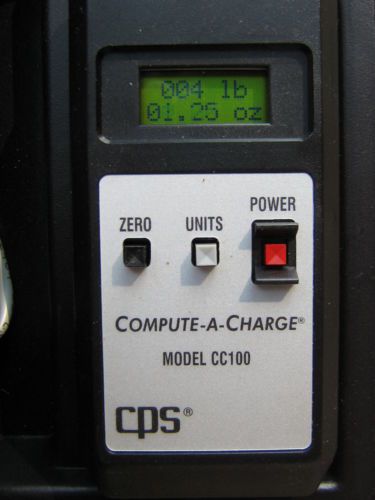 004 lb
01.25 oz
ZERO UNITS POWER
COMPUTE-A-CHARGE®
MODEL CC100
cps®